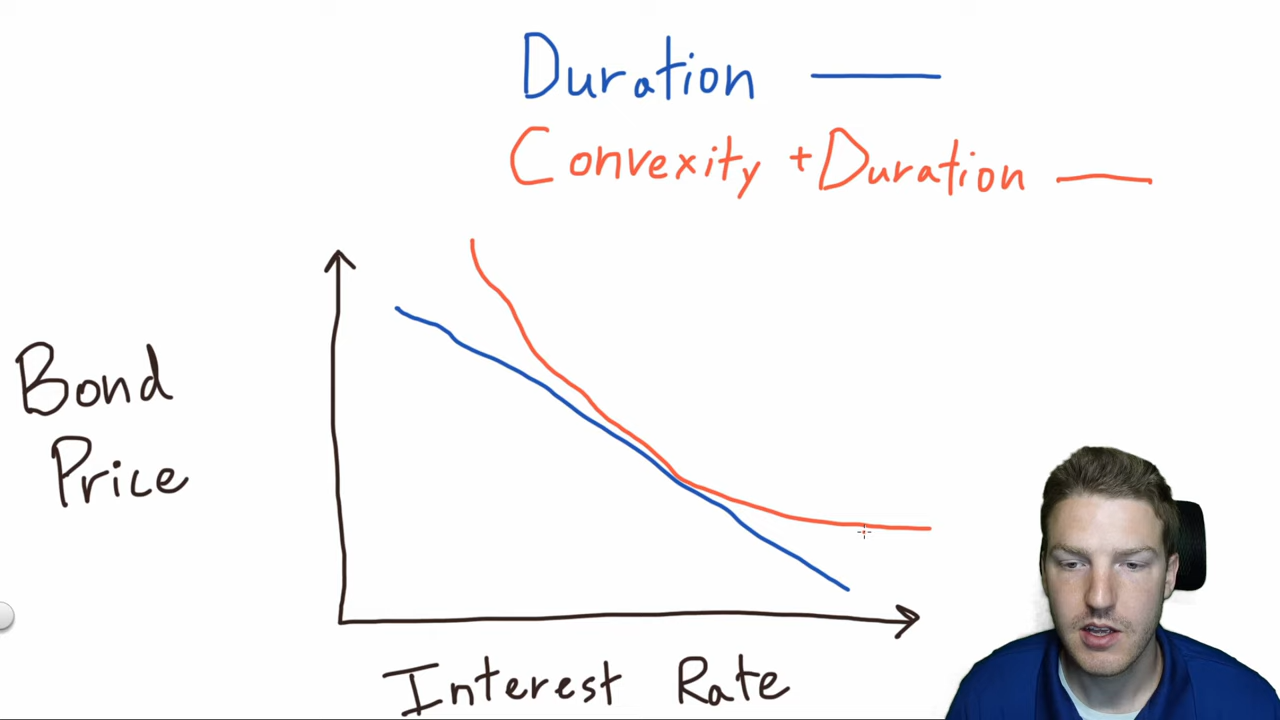 Duration
Convexity + Duration
Bond
Price
Interest Rate